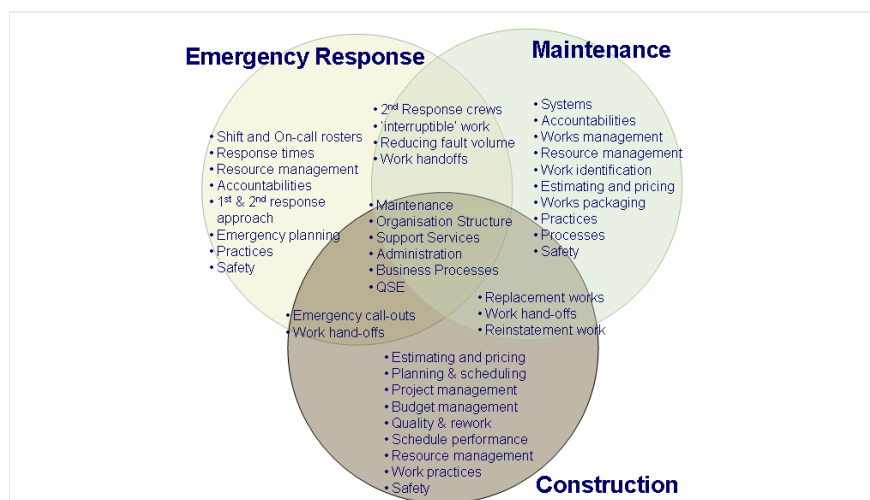 Emergency Response
Maintenance
• 2nd Response crews
• 'interruptible' work
• Reducing fault volume
• Work handoffs
• Shift and On-call rosters
• Response times
• Resource management
• Accountabilities
• 1st & 2nd response
approach
• Emergency planning
• Practices
• Safety
• Systems
• Accountabilities
• Works management
• Resource management
• Work identification
• Estimating and pricing
• Works packaging
• Practices
• Processes
• Safety
• Maintenance
• Organisation Structure
• Support Services
• Administration
• Business Processes
• QSE
• Emergency call-outs
• Work hand-offs
• Replacement works
• Work hand-offs
• Reinstatement work
• Estimating and pricing
• Planning & scheduling
• Project management
• Budget management
• Quality & rework
• Schedule performance
• Resource management
• Work practices
• Safety
Construction